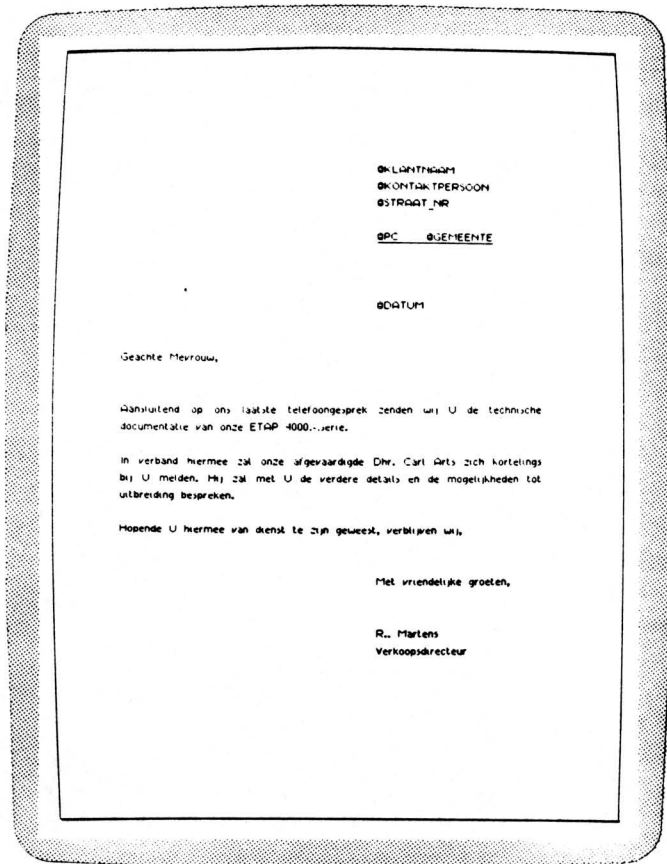 @KLANTNAAM
@KONTAKTPERSOON
@STRAAT_NR
@PC @GEMEENTE
@DATUM
Geachte Mevrouw,
Aansluitend op ons laatste telefoongesprek zenden wij U de technische
documentatie van onze ETAP 4000.-serie.
In verband hiermee zal onze afgevaardigde Dhr. Carl Arts zich kortelings
bij U melden. Hij zal met U de verdere details en de mogelijkheden tot
uitbreiding bespreken.
Hopende U hiermee van dienst te zijn geweest, verblijven wij,
Met vriendelijke groeten,
R.. Martens
Verkoopsdirecteur